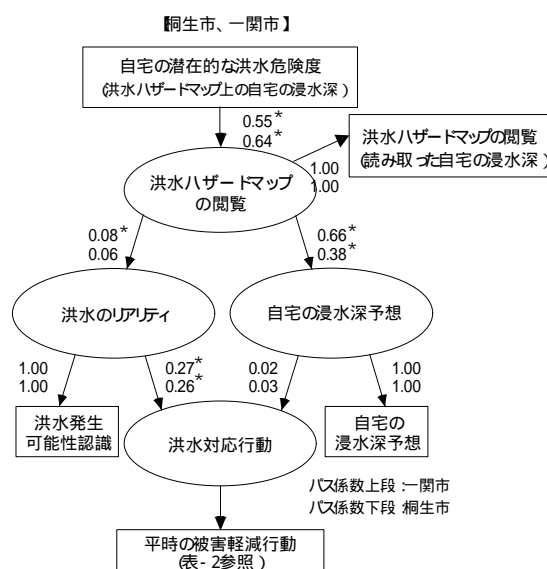 【桐生市、一関市】
自宅の潜在的な洪水危険度
(洪水ハザードマップ上の自宅の浸水深)
0.55*
0.64*
洪水ハザードマップの閲覧
(読み取った自宅の浸水深)
1.00
1.00
洪水ハザードマップ
の閲覧
0.08*
0.06
0.66*
0.38*
洪水のリアリティ
自宅の浸水深予想
1.00
1.00
0.27*
0.26*
0.02
0.03
1.00
1.00
洪水発生
可能性認識
洪水対応行動
自宅の
浸水深予想
パス係数上段:一関市
パス係数下段:桐生市
平時の被害軽減行動
(表-2参照)